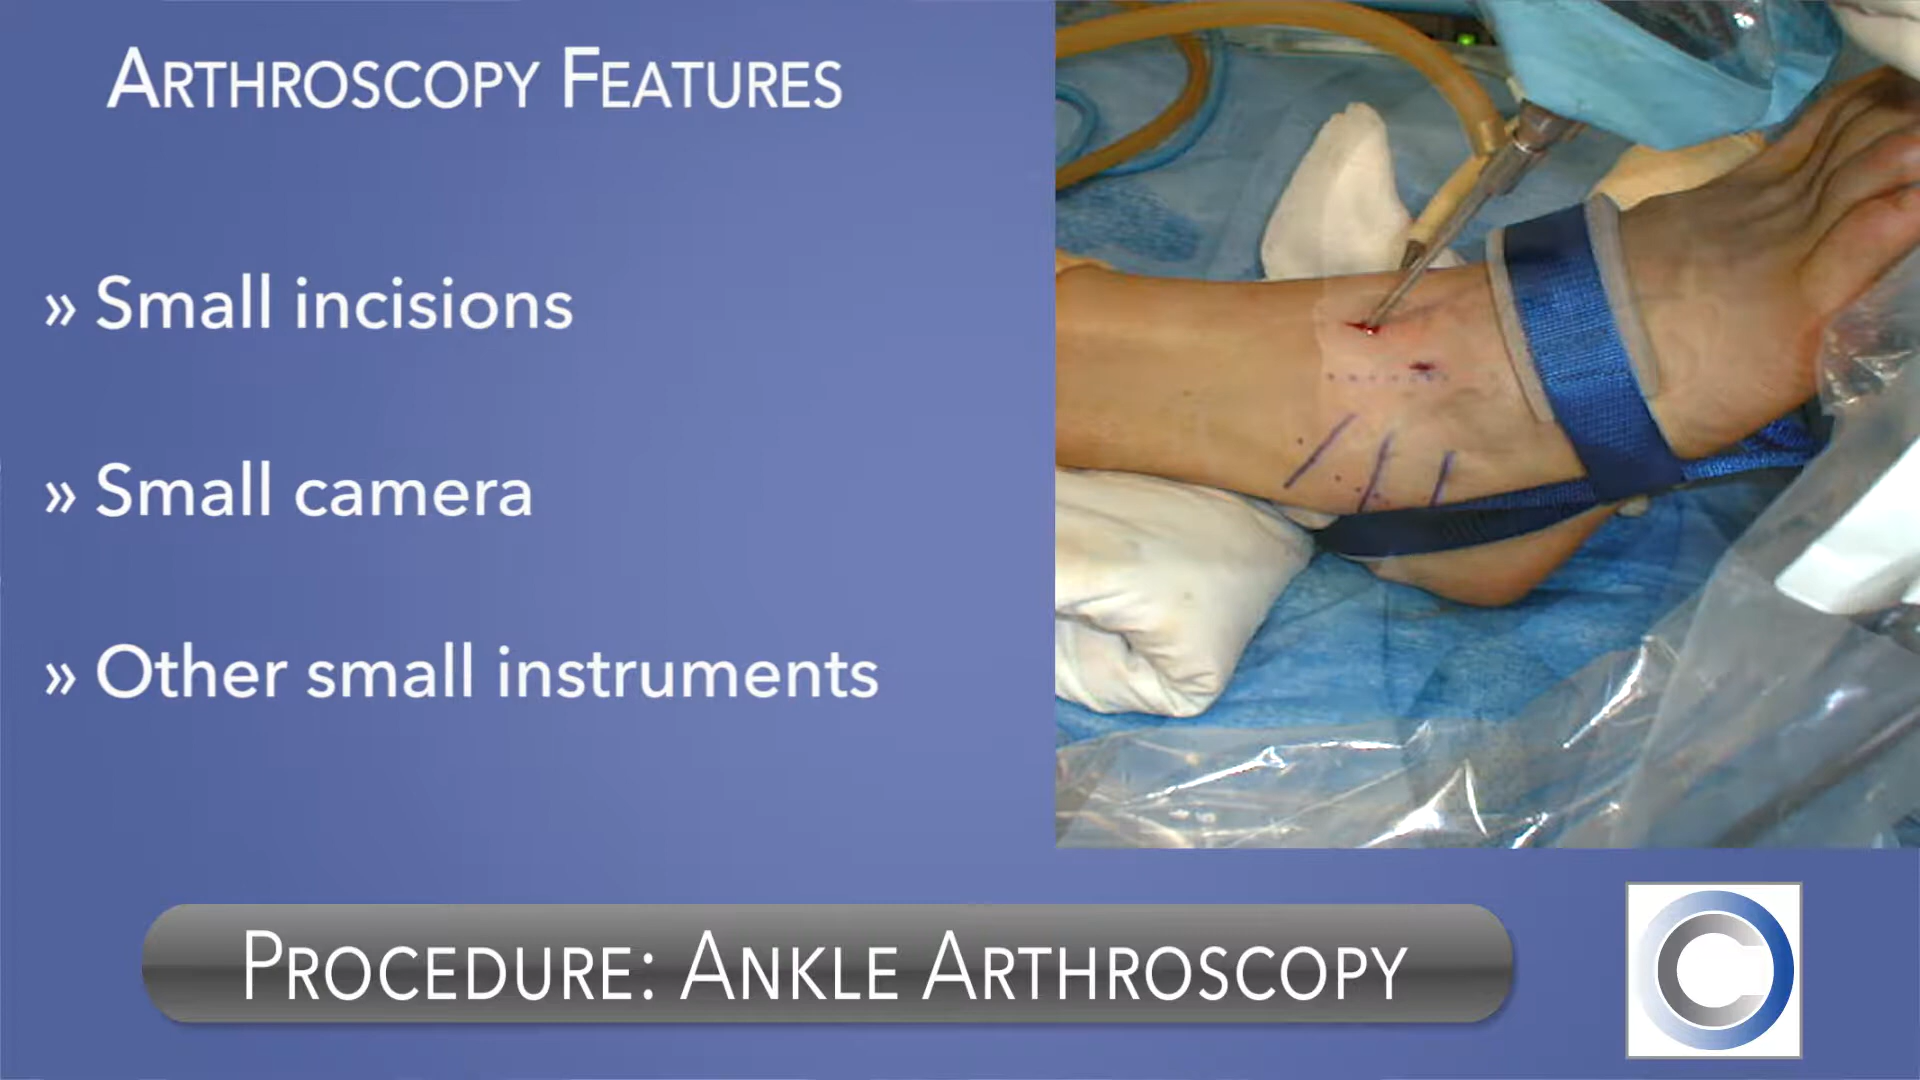 ARTHROSCOPY FEATURES
» Small incisions
» Small camera
» Other small instruments
PROCEDURE: ANKLE ARTHROSCOPY